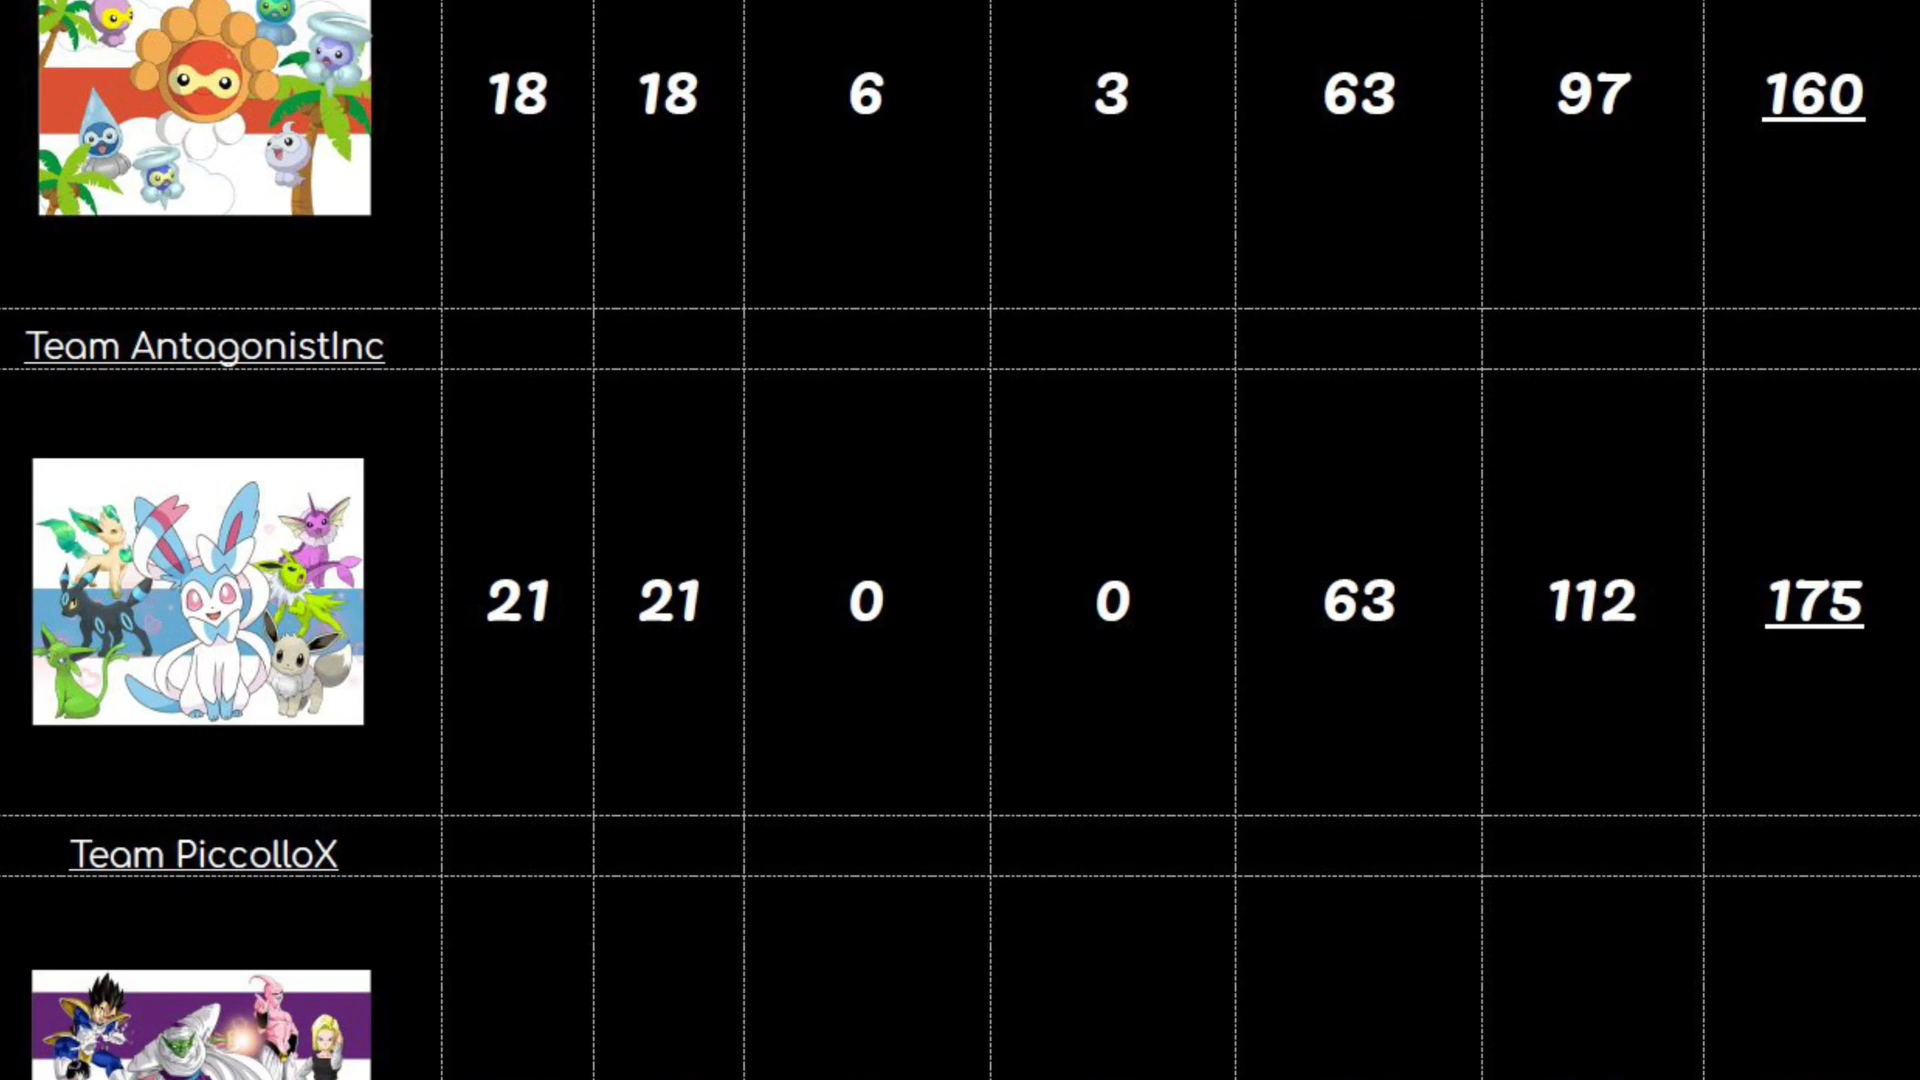 18 18 6 3 63 97 160
Team AntagonistInc
21 21 0 0 63 112 175
Team PiccolloX